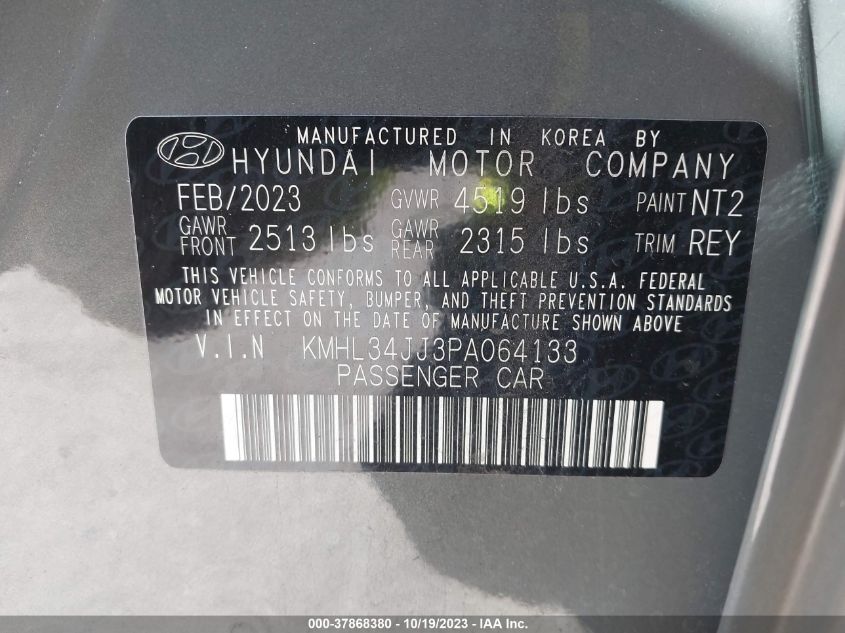 MANUFACTURED IN KOREA BY
HYUNDAI MOTOR COMPANY
FEB/2023 GVWR 4519 lbs PAINT NT2
GAWR FRONT 2513 lbs GAWR REAR 2315 lbs TRIM REY
THIS VEHICLE CONFORMS TO ALL APPLICABLE U.S.A. FEDERAL
MOTOR VEHICLE SAFETY, BUMPER, AND THEFT PREVENTION STANDARDS
IN EFFECT ON THE DATE OF MANUFACTURE SHOWN ABOVE
V.I.N KMHL34JJ3PA064133
PASSENGER CAR
000-37868380 - 10/19/2023 - IAA Inc.